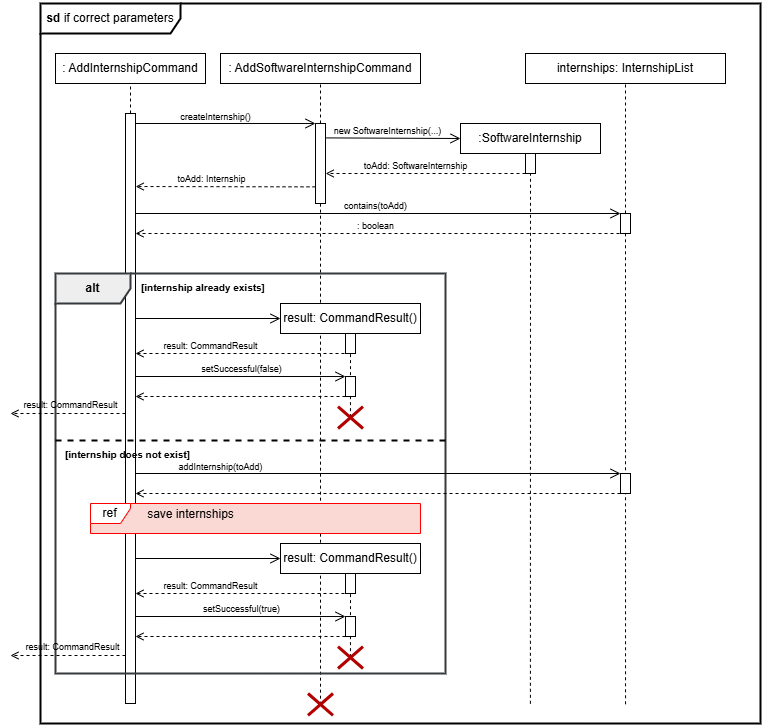 sd if correct parameters
: AddInternshipCommand
: AddSoftwareInternshipCommand
internships: InternshipList
createInternship()
new SoftwareInternship(...)
:SoftwareInternship
toAdd: SoftwareInternship
toAdd: Internship
contains(toAdd)
: boolean
alt
[internship already exists]
result: CommandResult()
result: CommandResult
setSuccessful(false)
result: CommandResult
[internship does not exist]
addInternship(toAdd)
ref
save internships
result: CommandResult()
result: CommandResult
setSuccessful(true)
result: CommandResult